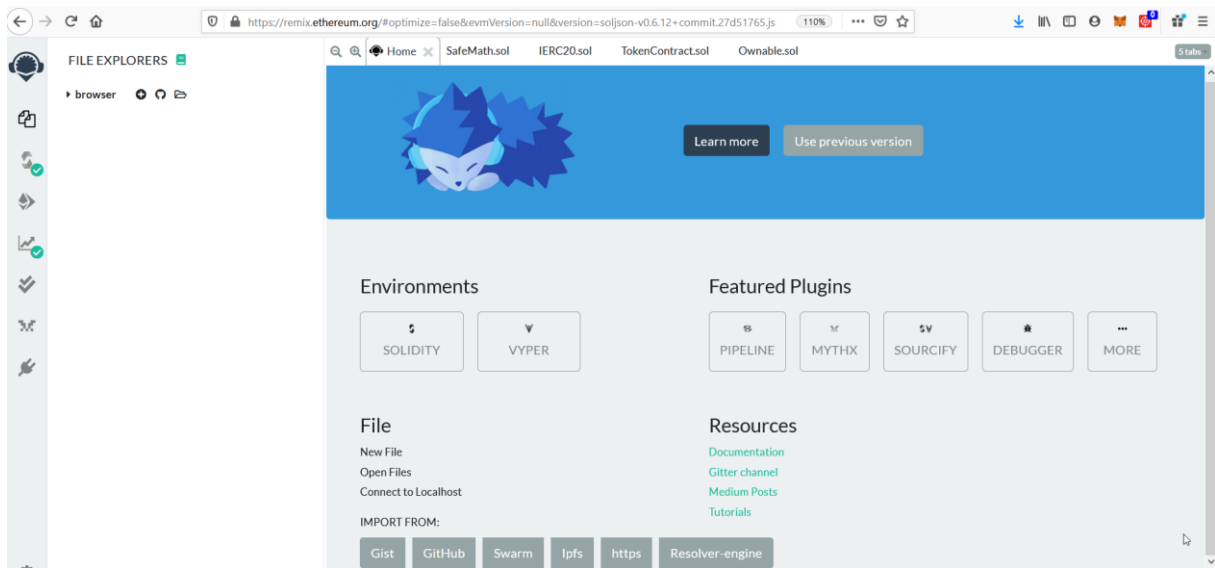 https://remix.ethereum.org/#optimize=false&evmVersion=null&version=soljson-v0.6.12+commit.27d51765.js 110%
0
FILE EXPLORERS
Home SafeMath.sol IERC20.sol TokenContract.sol Ownable.sol 5 tabs
browser
Learn more Use previous version
Environments
SOLIDITY VYPER
Featured Plugins
PIPELINE MYTHX SOURCIFY DEBUGGER MORE
File
New File
Open Files
Connect to Localhost
IMPORT FROM:
Gist GitHub Swarm Ipfs https Resolver-engine
Resources
Documentation
Gitter channel
Medium Posts
Tutorials